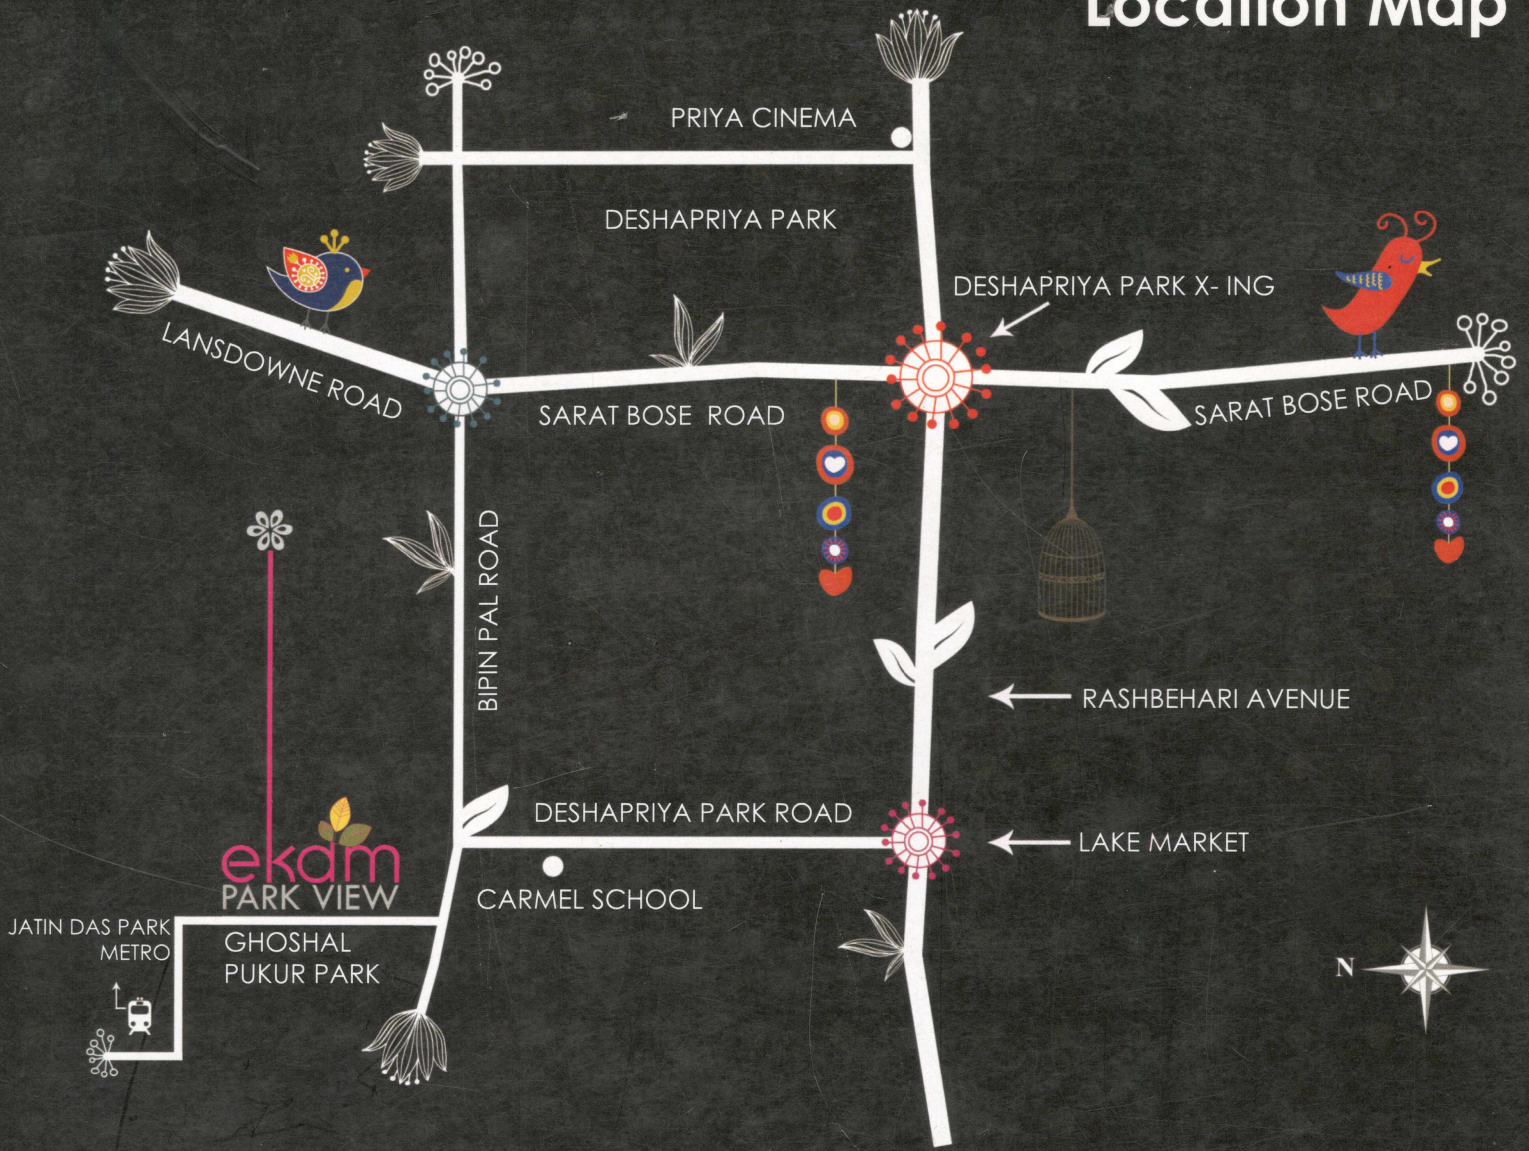 Location Map
PRIYA CINEMA
DESHAPRIYA PARK
DESHAPRIYA PARK X- ING
LANSDOWNE ROAD
SARAT BOSE ROAD
SARAT BOSE ROAD
BIPIN PAL ROAD
RASHBEHARI AVENUE
DESHAPRIYA PARK ROAD
LAKE MARKET
ekdm
PARK VIEW
CARMEL SCHOOL
JATIN DAS PARK
METRO
GHOSHAL
PUKUR PARK
N